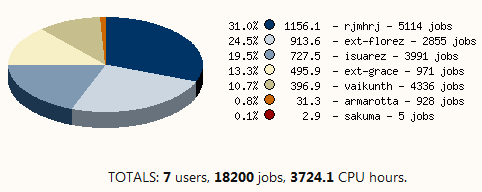 31.0% 1156.1 - rjmhrj - 5114 jobs
24.5% 913.6 - ext-florez - 2855 jobs
19.5% 727.5 - isuarez - 3991 jobs
13.3% 495.9 - ext-grace - 971 jobs
10.7% 396.9 - vaikunth - 4336 jobs
0.8% 31.3 - armarotta - 928 jobs
0.1% 2.9 - sakuma - 5 jobs
TOTALS: 7 users, 18200 jobs, 3724.1 CPU hours.